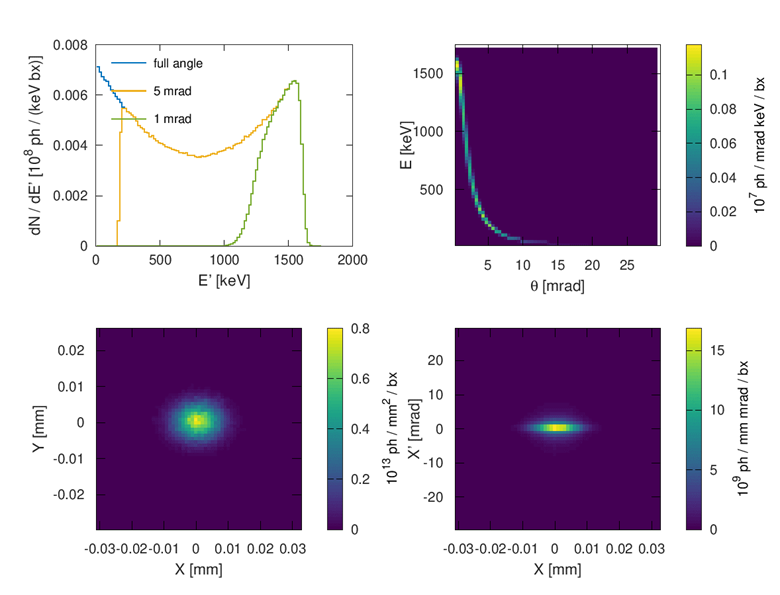 0.008
0.006
0.004
0.002
0
dN / dE' [10⁸ ph / (keV bx)]
full angle
5 mrad
1 mrad
0 500 1000 1500 2000
E' [keV]
1500
1000
500
E [keV]
5 10 15 20 25
θ [mrad]
0.1
0.08
0.06
0.04
0.02
0
10⁷ ph / mrad keV / bx
0.02
0.01
0
-0.01
-0.02
Y [mm]
-0.03-0.02-0.01 0 0.01 0.02 0.03
X [mm]
0.8
0.6
0.4
0.2
0
10¹³ ph / mm² / bx
20
10
0
-10
-20
X' [mrad]
-0.03-0.02-0.01 0 0.01 0.02 0.03
X [mm]
15
10
5
0
10⁹ ph / mm mrad / bx